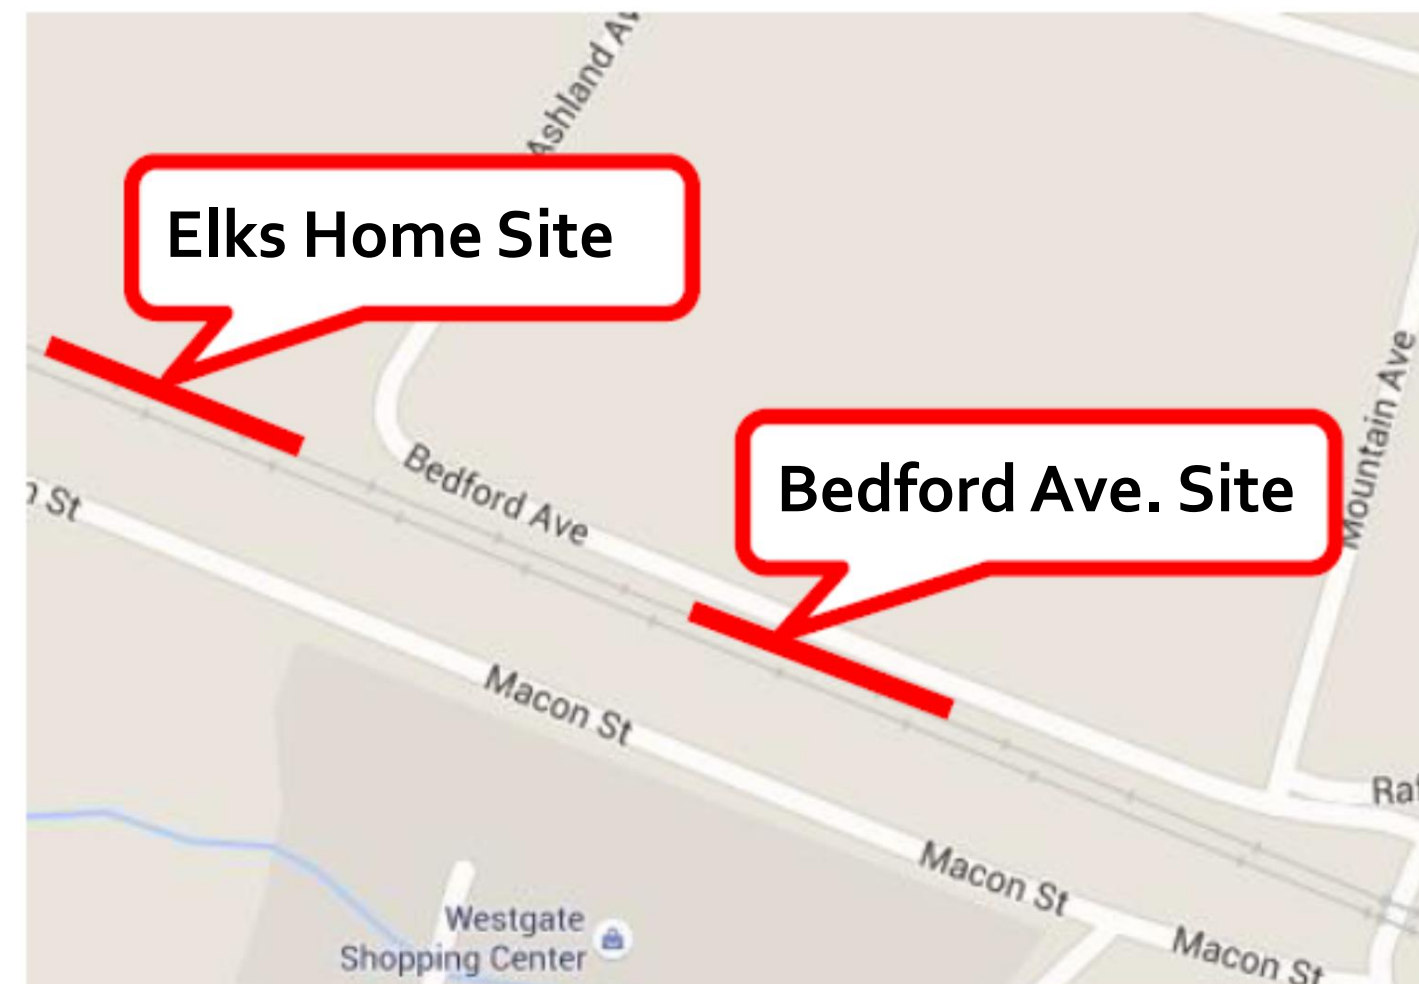 Ashland Av
Elks Home Site
Mountain Ave
Bedford Ave
Bedford Ave. Site
n St
Macon St
Raf
Macon St
Westgate
Shopping Center
Macon St